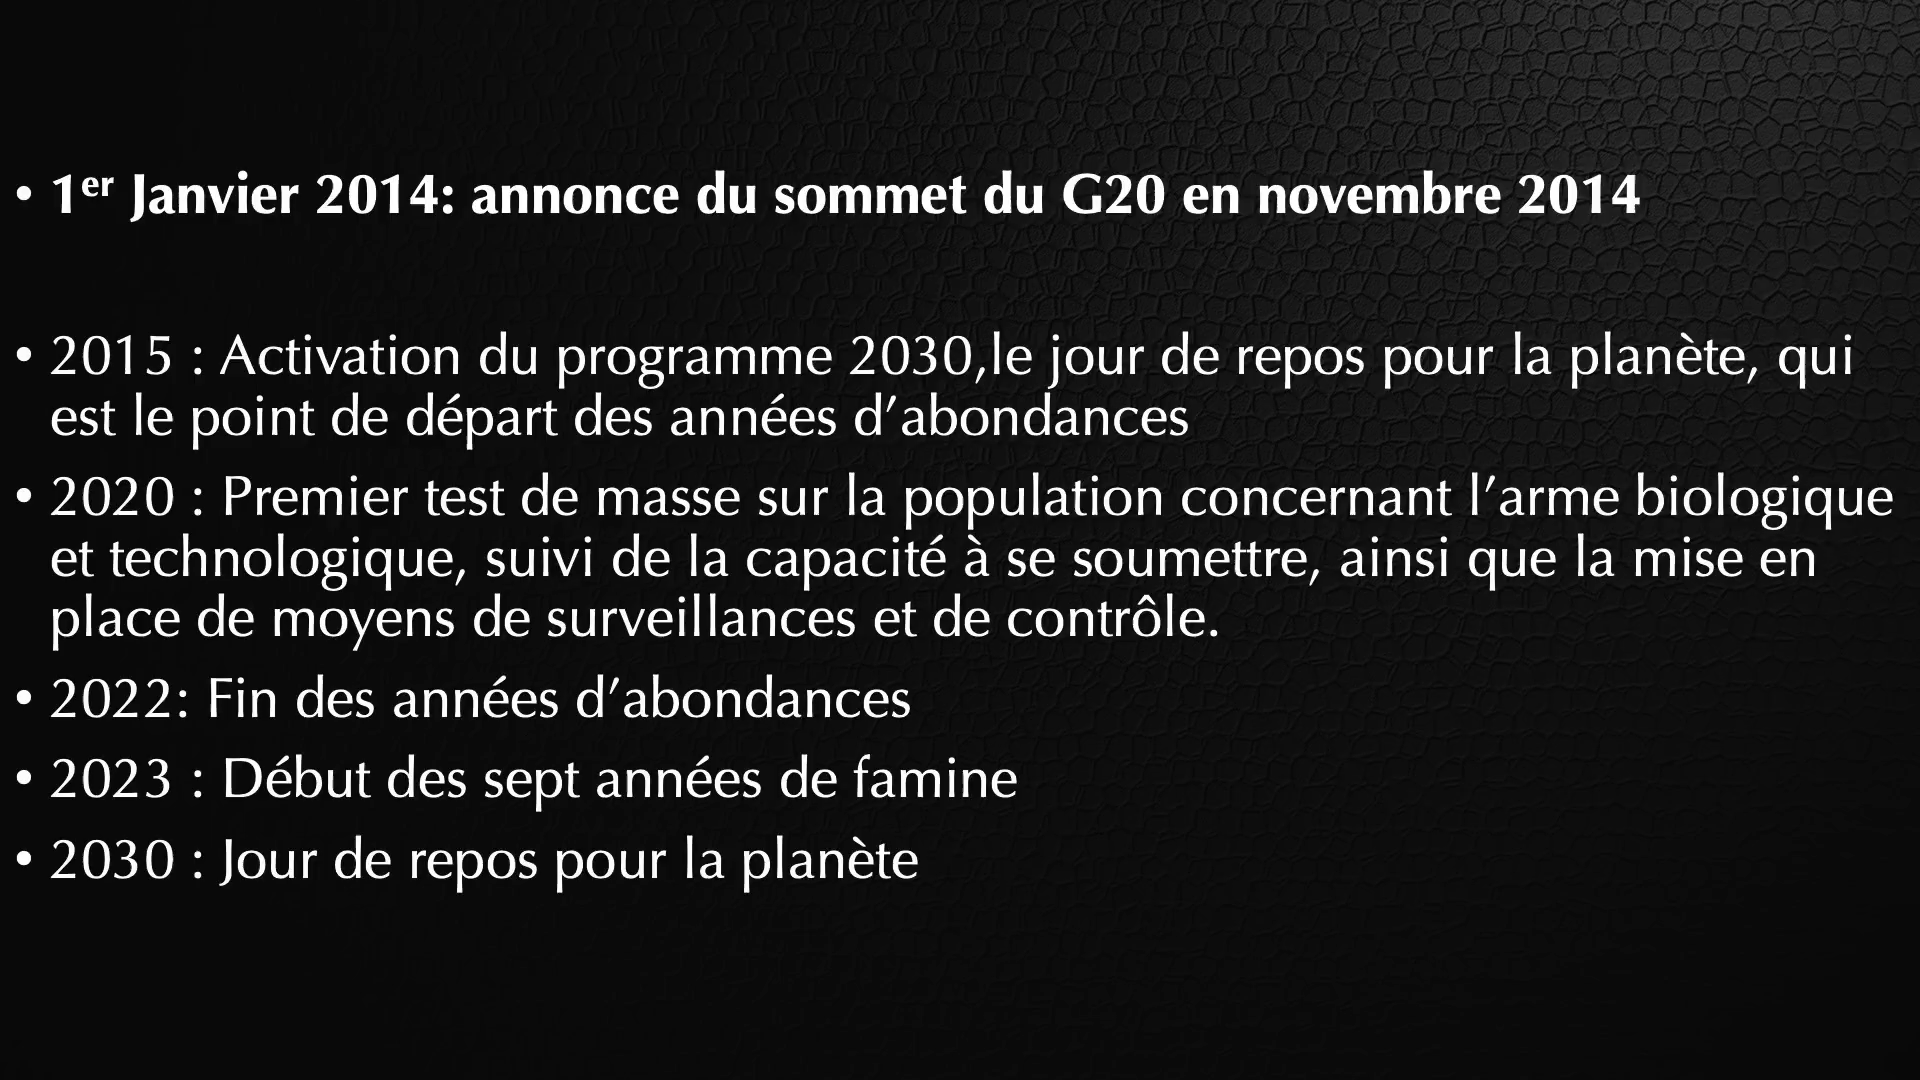 • 1er Janvier 2014: annonce du sommet du G20 en novembre 2014
• 2015 : Activation du programme 2030,le jour de repos pour la planète, qui
est le point de départ des années d’abondances
• 2020 : Premier test de masse sur la population concernant l’arme biologique
et technologique, suivi de la capacité à se soumettre, ainsi que la mise en
place de moyens de surveillances et de contrôle.
• 2022: Fin des années d’abondances
• 2023 : Début des sept années de famine
• 2030 : Jour de repos pour la planète